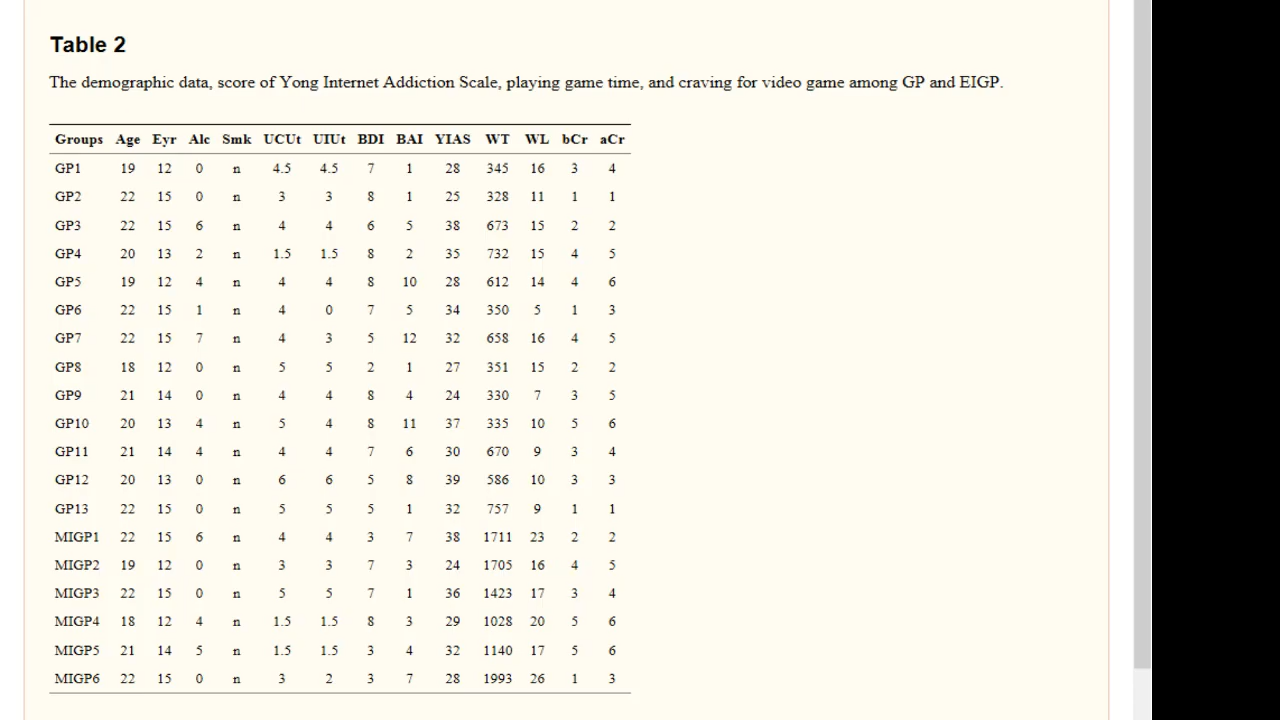 Table 2
The demographic data, score of Yong Internet Addiction Scale, playing game time, and craving for video game among GP and EIGP.
Groups Age Eyr Alc Smk UCUt UIUt BDI BAI YIAS WT WL bCr aCr
GP1 19 12 0 n 4.5 4.5 7 1 28 345 16 3 4
GP2 22 15 0 n 3 3 8 1 25 328 11 1 1
GP3 22 15 6 n 4 4 6 5 38 673 15 2 2
GP4 20 13 2 n 1.5 1.5 8 2 35 732 15 4 5
GP5 19 12 4 n 4 4 8 10 28 612 14 4 6
GP6 22 15 1 n 4 0 7 5 34 350 5 1 3
GP7 22 15 7 n 4 3 5 12 32 658 16 4 5
GP8 18 12 0 n 5 5 2 1 27 351 15 2 2
GP9 21 14 0 n 4 4 8 4 24 330 7 3 5
GP10 20 13 4 n 5 4 8 11 37 335 10 5 6
GP11 21 14 4 n 4 4 7 6 30 670 9 3 4
GP12 20 13 0 n 6 6 5 8 39 586 10 3 3
GP13 22 15 0 n 5 5 5 1 32 757 9 1 1
MIGP1 22 15 6 n 4 4 3 7 38 1711 23 2 2
MIGP2 19 12 0 n 3 3 7 3 24 1705 16 4 5
MIGP3 22 15 0 n 5 5 7 1 36 1423 17 3 4
MIGP4 18 12 4 n 1.5 1.5 8 3 29 1028 20 5 6
MIGP5 21 14 5 n 1.5 1.5 3 4 32 1140 17 5 6
MIGP6 22 15 0 n 3 2 3 7 28 1993 26 1 3